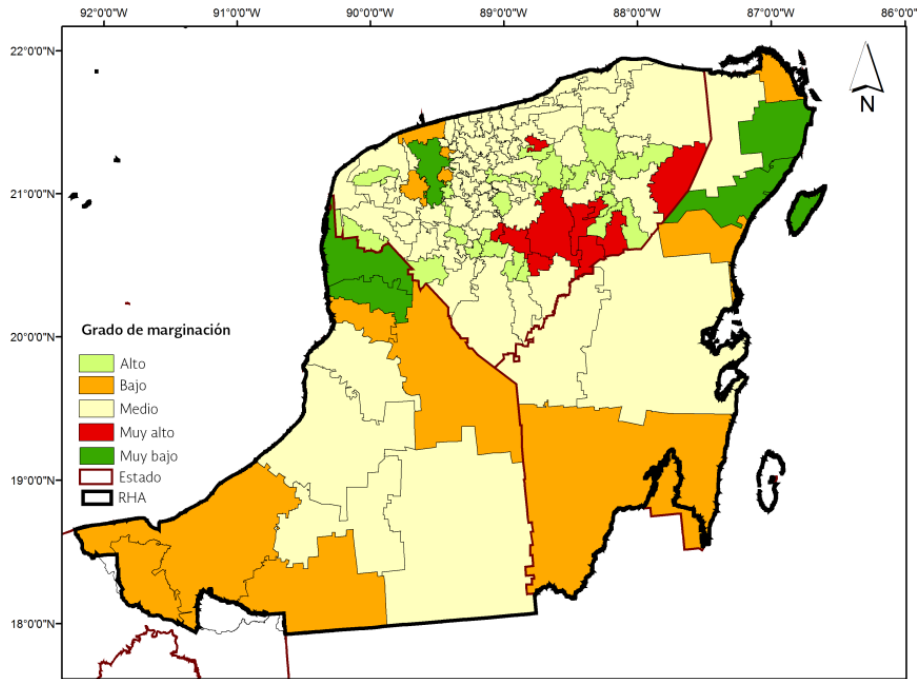 92°0'0"W 91°0'0"W 90°0'0"W 89°0'0"W 88°0'0"W 87°0'0"W 86°0'0"W
22°0'0"N
21°0'0"N
20°0'0"N
19°0'0"N
18°0'0"N
N
Grado de marginación
Alto
Bajo
Medio
Muy alto
Muy bajo
Estado
RHA